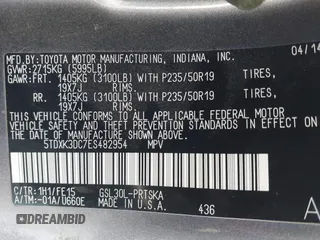 MFD. BY: TOYOTA MOTOR MANUFACTURING, INDIANA, INC. 04/14
GVWR: 2715KG (5995LB)
GAWR:FRT. 1405KG (3100LB) WITH P235/50R19 TIRES,
19X7J RIMS,
RR. 1405KG (3100LB) WITH P235/50R19 TIRES,
19X7J RIMS,
THIS VEHICLE CONFORMS TO ALL APPLICABLE
FEDERAL MOTOR VEHICLE SAFETY, BUMPER,
AND THEFT PREVENTION STANDARDS IN EFFECT ON
THE DATE OF MANUFACTURE SHOWN ABOVE.
5TDXK3DC7ES482954 MPV
C/TR:1H1/FE15 GSL30L-PRTSKA
A/TM:-01A/U660E MADE IN U.S.A. 436